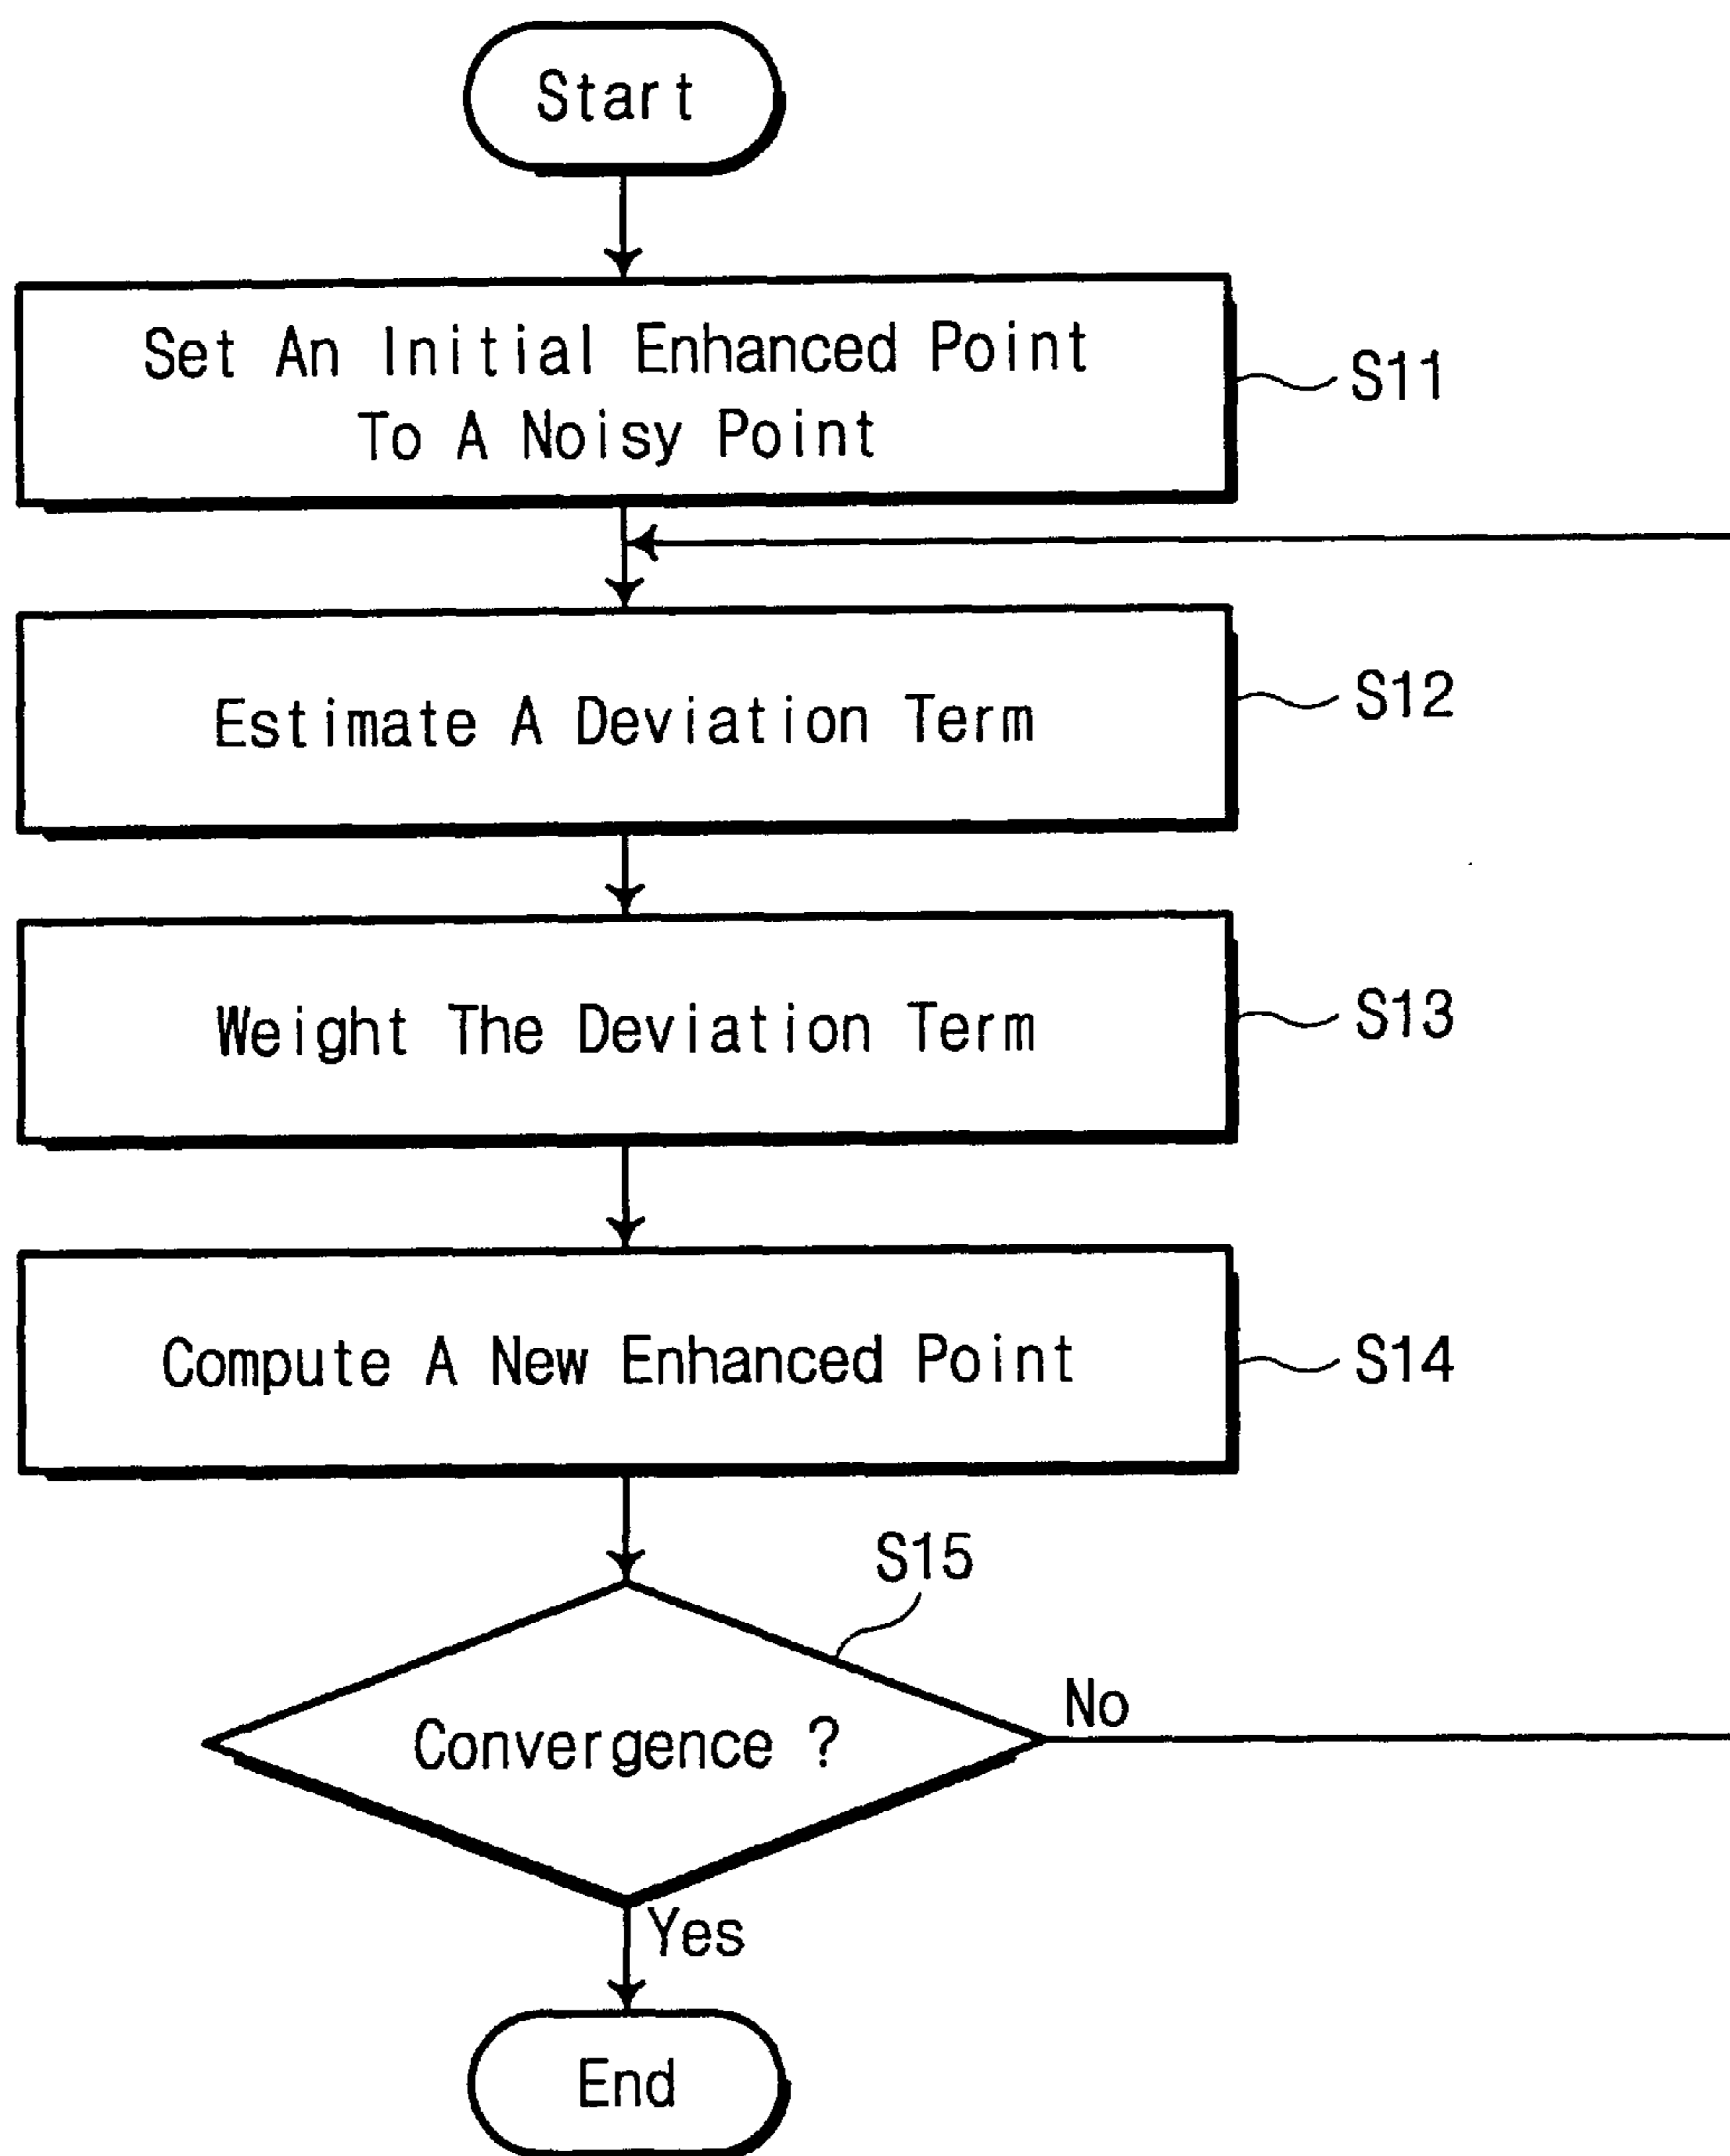 Start
Set An Initial Enhanced Point
To A Noisy Point
S11
Estimate A Deviation Term
S12
Weight The Deviation Term
S13
Compute A New Enhanced Point
S14
S15
Convergence ?
No
Yes
End